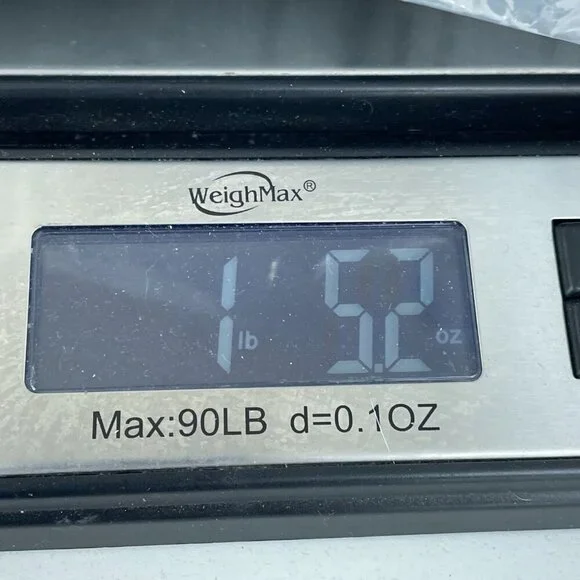 WeighMax®
1 lb 5.2 oz
Max:90LB d=0.1OZ